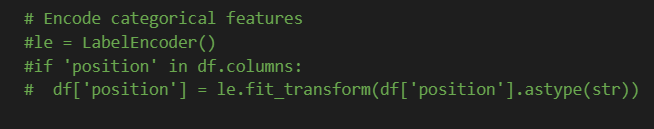 # Encode categorical features
#le = LabelEncoder()
#if 'position' in df.columns:
#  df['position'] = le.fit_transform(df['position'].astype(str))